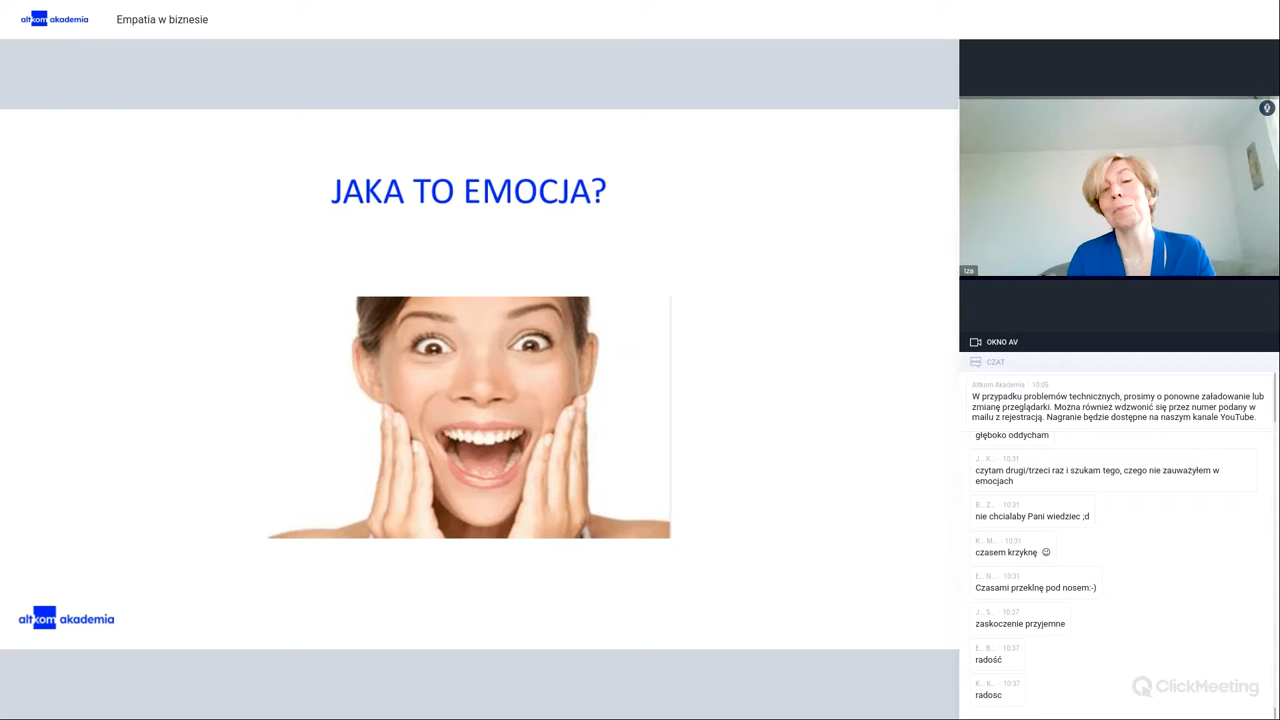 altkom akademia
Empatia w biznesie
JAKA TO EMOCJA?
altkom akademia
Iza
OKNO AV
CZAT
Altkom Akademia 10:05
W przypadku problemów technicznych, prosimy o ponowne załadowanie lub
zmianę przeglądarki. Można również wdzwonić się przez numer podany w
mailu z rejestracją. Nagranie będzie dostępne na naszym kanale YouTube.
głęboko oddycham
J... K... 10:31
czytam drugi/trzeci raz i szukam tego, czego nie zauważyłem w
emocjach
B... Z... 10:31
nie chcialaby Pani wiedziec ;d
K... M... 10:31
czasem krzyknę 😉
E... N... 10:31
Czasami przeklnę pod nosem:-)
J... S... 10:37
zaskoczenie przyjemne
E... B... 10:37
radość
K... K... 10:37
radosc
ClickMeeting